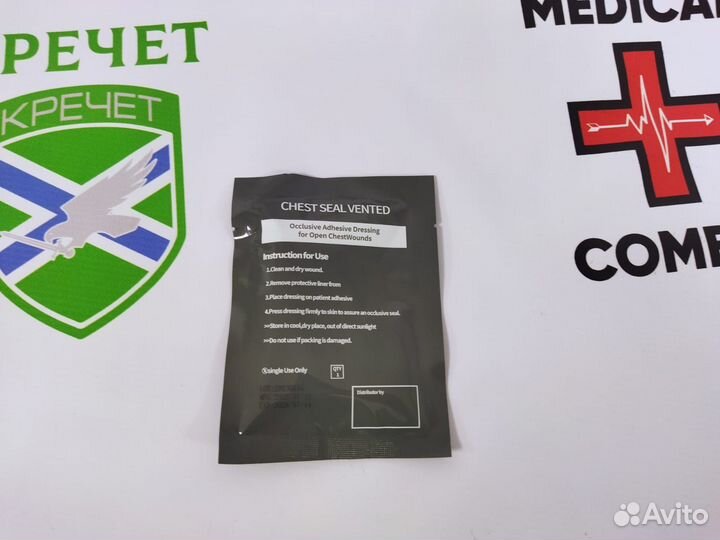 КРЕЧЕТ
КРЕЧЕТ
MEDICA
COM
CHEST SEAL VENTED
Occlusive Adhesive Dressing
for Open ChestWounds
Instruction for Use
1.Clean and dry wound.
2.Remove protective liner from
3.Place dressing on patient adhesive
4.Press dressing firmly to skin to assure an occlusive seal.
>>Store in cool,dry place, out of direct sunlight
>>Do not use if packing is damaged.
single Use Only
QTY
1
Distributor by
Avito